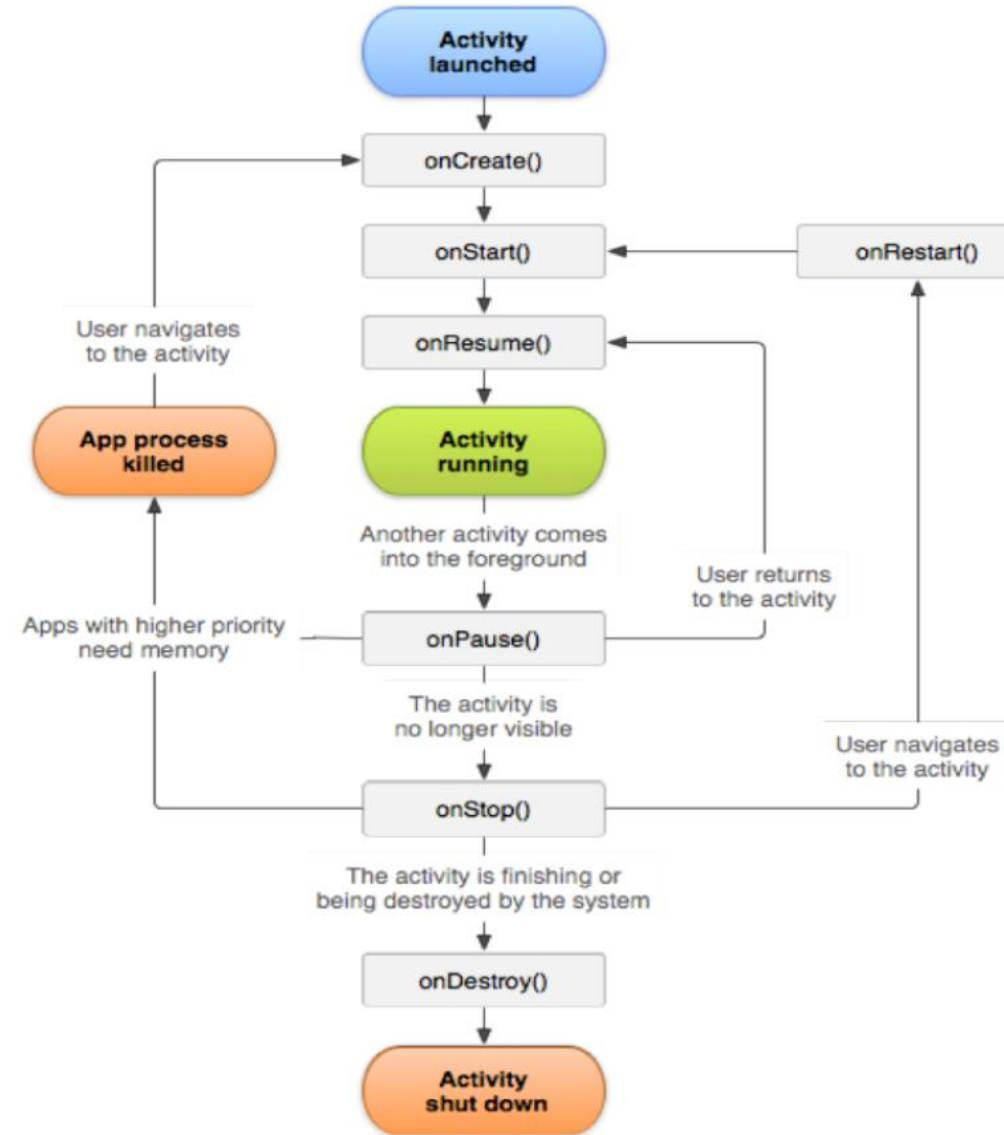 Activity
launched
onCreate()
onStart()
onRestart()
onResume()
User navigates
to the activity
App process
killed
Activity
running
Another activity comes
into the foreground
User returns
to the activity
Apps with higher priority
need memory
onPause()
The activity is
no longer visible
User navigates
to the activity
onStop()
The activity is finishing or
being destroyed by the system
onDestroy()
Activity
shut down